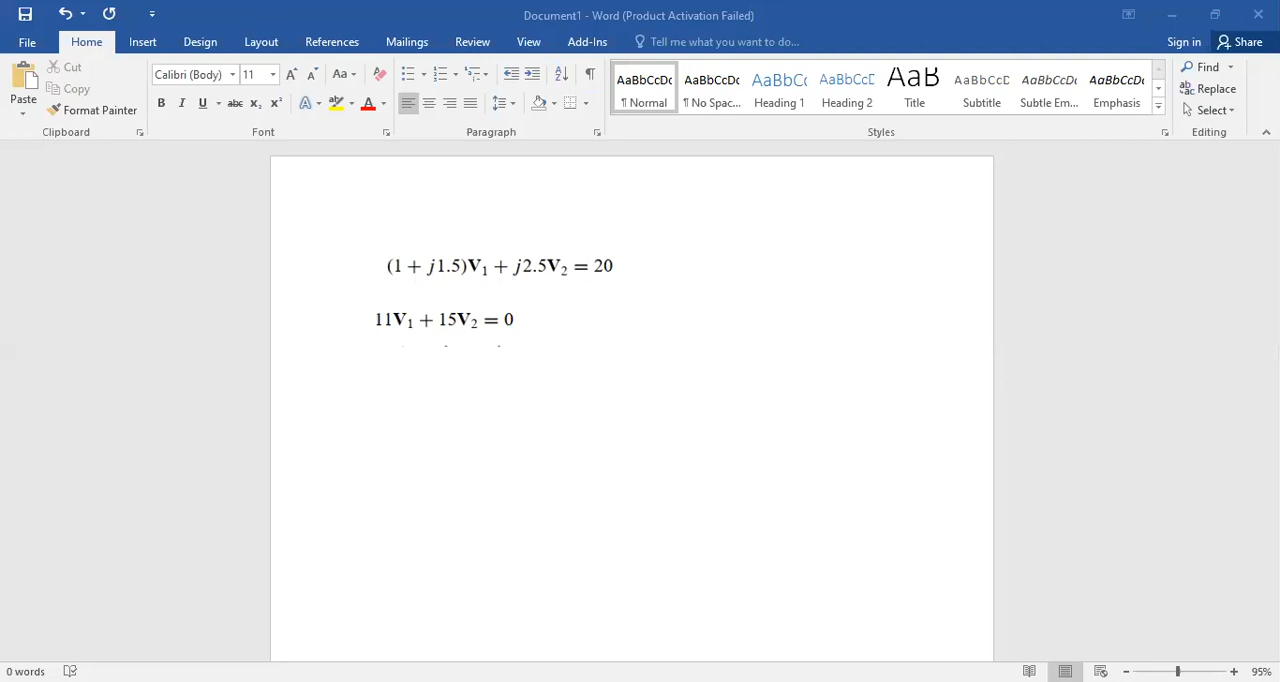 Document1 - Word (Product Activation Failed)
File Home Insert Design Layout References Mailings Review View Add-Ins Tell me what you want to do... Sign in Share
Cut
Copy
Format Painter
Paste
Clipboard
Calibri (Body) 11
Font
Paragraph
AaBbCcDc AaBbCcDc AaBbCc AaBbCcE AaB AaBbCcD AaBbCcDc AaBbCcDc
¶ Normal ¶ No Spac... Heading 1 Heading 2 Title Subtitle Subtle Em... Emphasis
Styles
Find
Replace
Select
Editing
(1 + j1.5)V₁ + j2.5V₂ = 20
11V₁ + 15V₂ = 0
0 words
95%